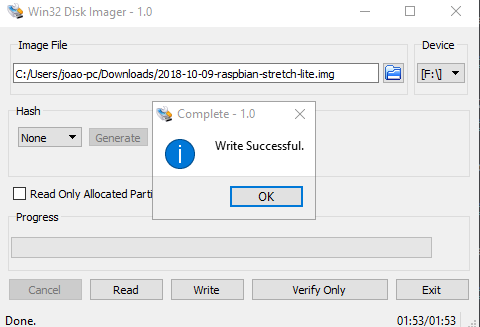 Win32 Disk Imager - 1.0
Image File
Device
C:/Users/joao-pc/Downloads/2018-10-09-raspbian-stretch-lite.img
[F:\]
Hash
None
Generate
Complete - 1.0
Write Successful.
OK
Read Only Allocated Parti
Progress
Cancel
Read
Write
Verify Only
Exit
Done.
01:53/01:53